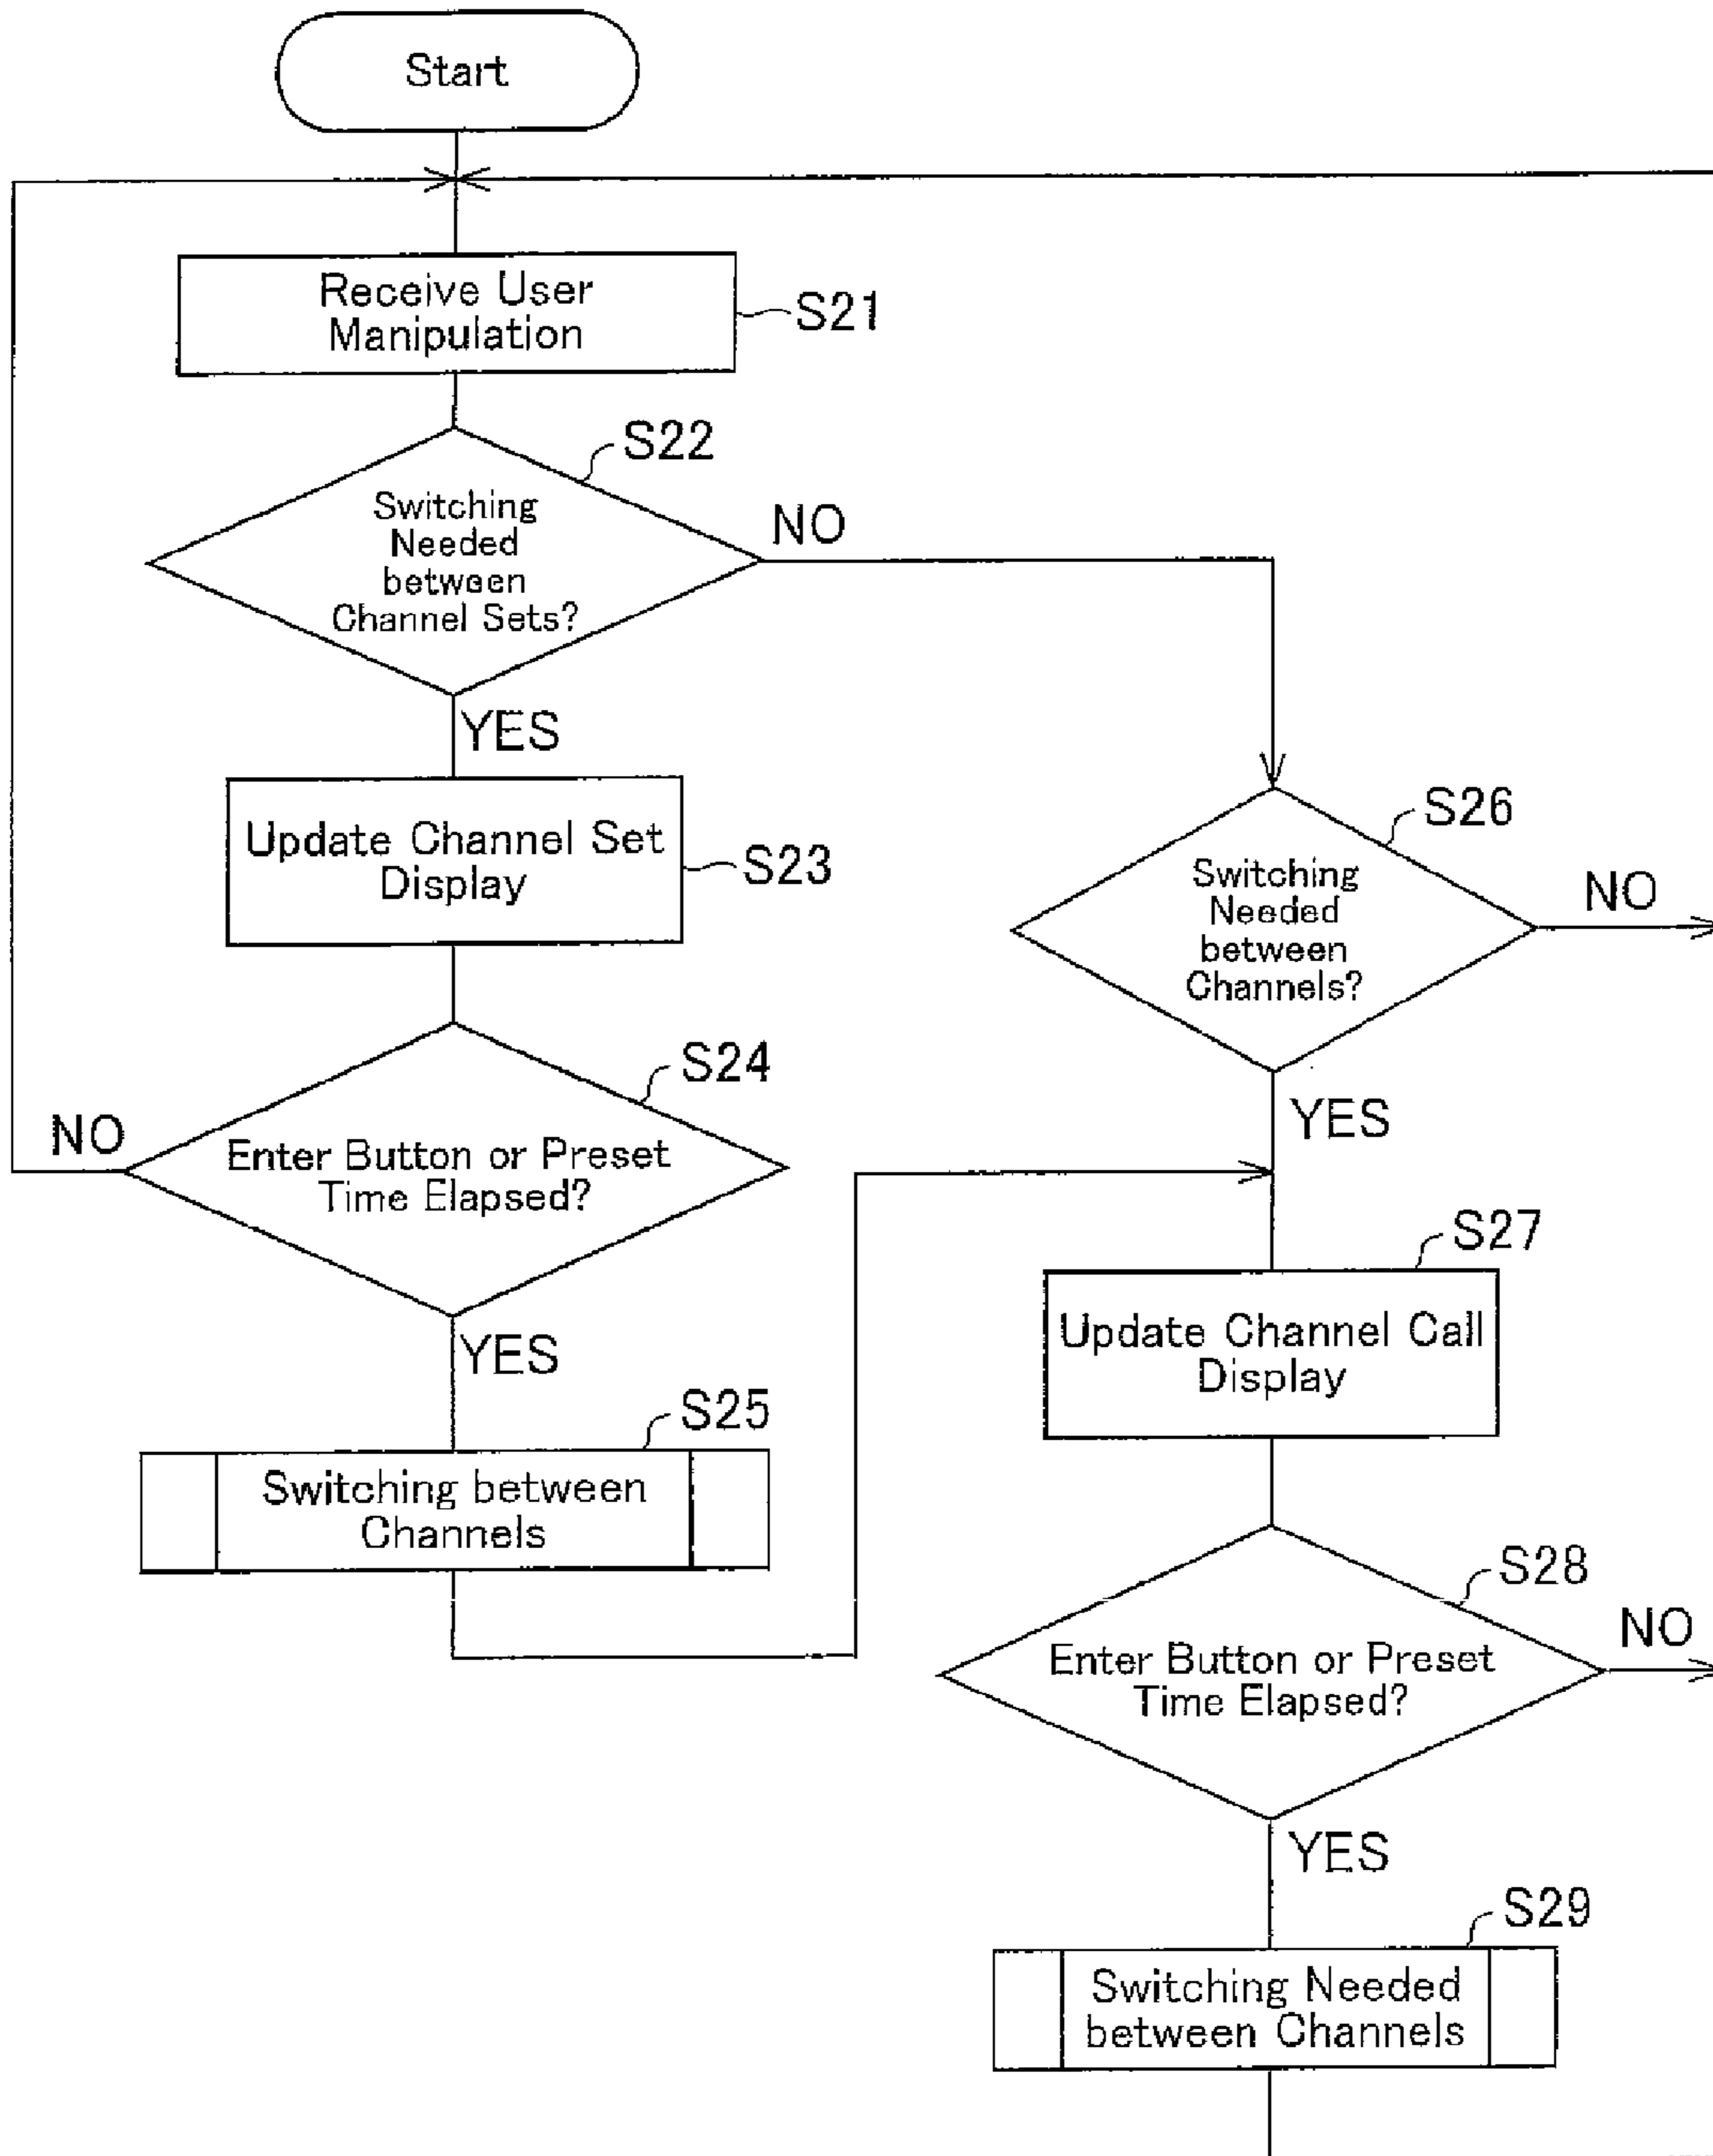 Start
Receive User
Manipulation
S21
S22
Switching
Needed
between
Channel Sets?
NO
YES
Update Channel Set
Display
S23
S24
Enter Button or Preset
Time Elapsed?
NO
YES
S25
Switching between
Channels
S26
Switching
Needed
between
Channels?
NO
YES
S27
Update Channel Call
Display
S28
Enter Button or Preset
Time Elapsed?
NO
YES
S29
Switching Needed
between Channels